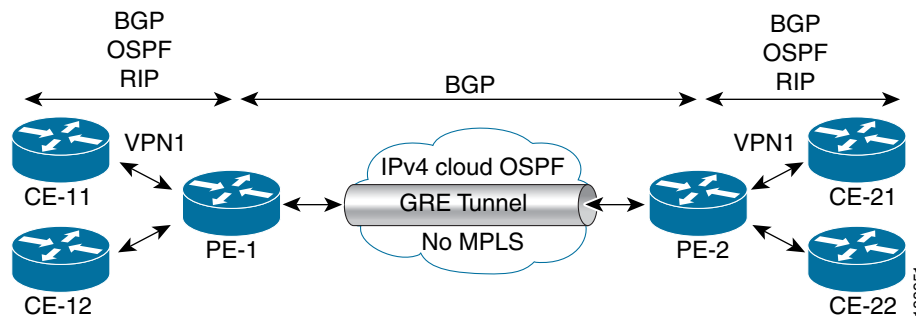 BGP
OSPF
RIP
BGP
BGP
OSPF
RIP
VPN1
VPN1
CE-11
CE-12
PE-1
IPv4 cloud OSPF
GRE Tunnel
No MPLS
PE-2
CE-21
CE-22